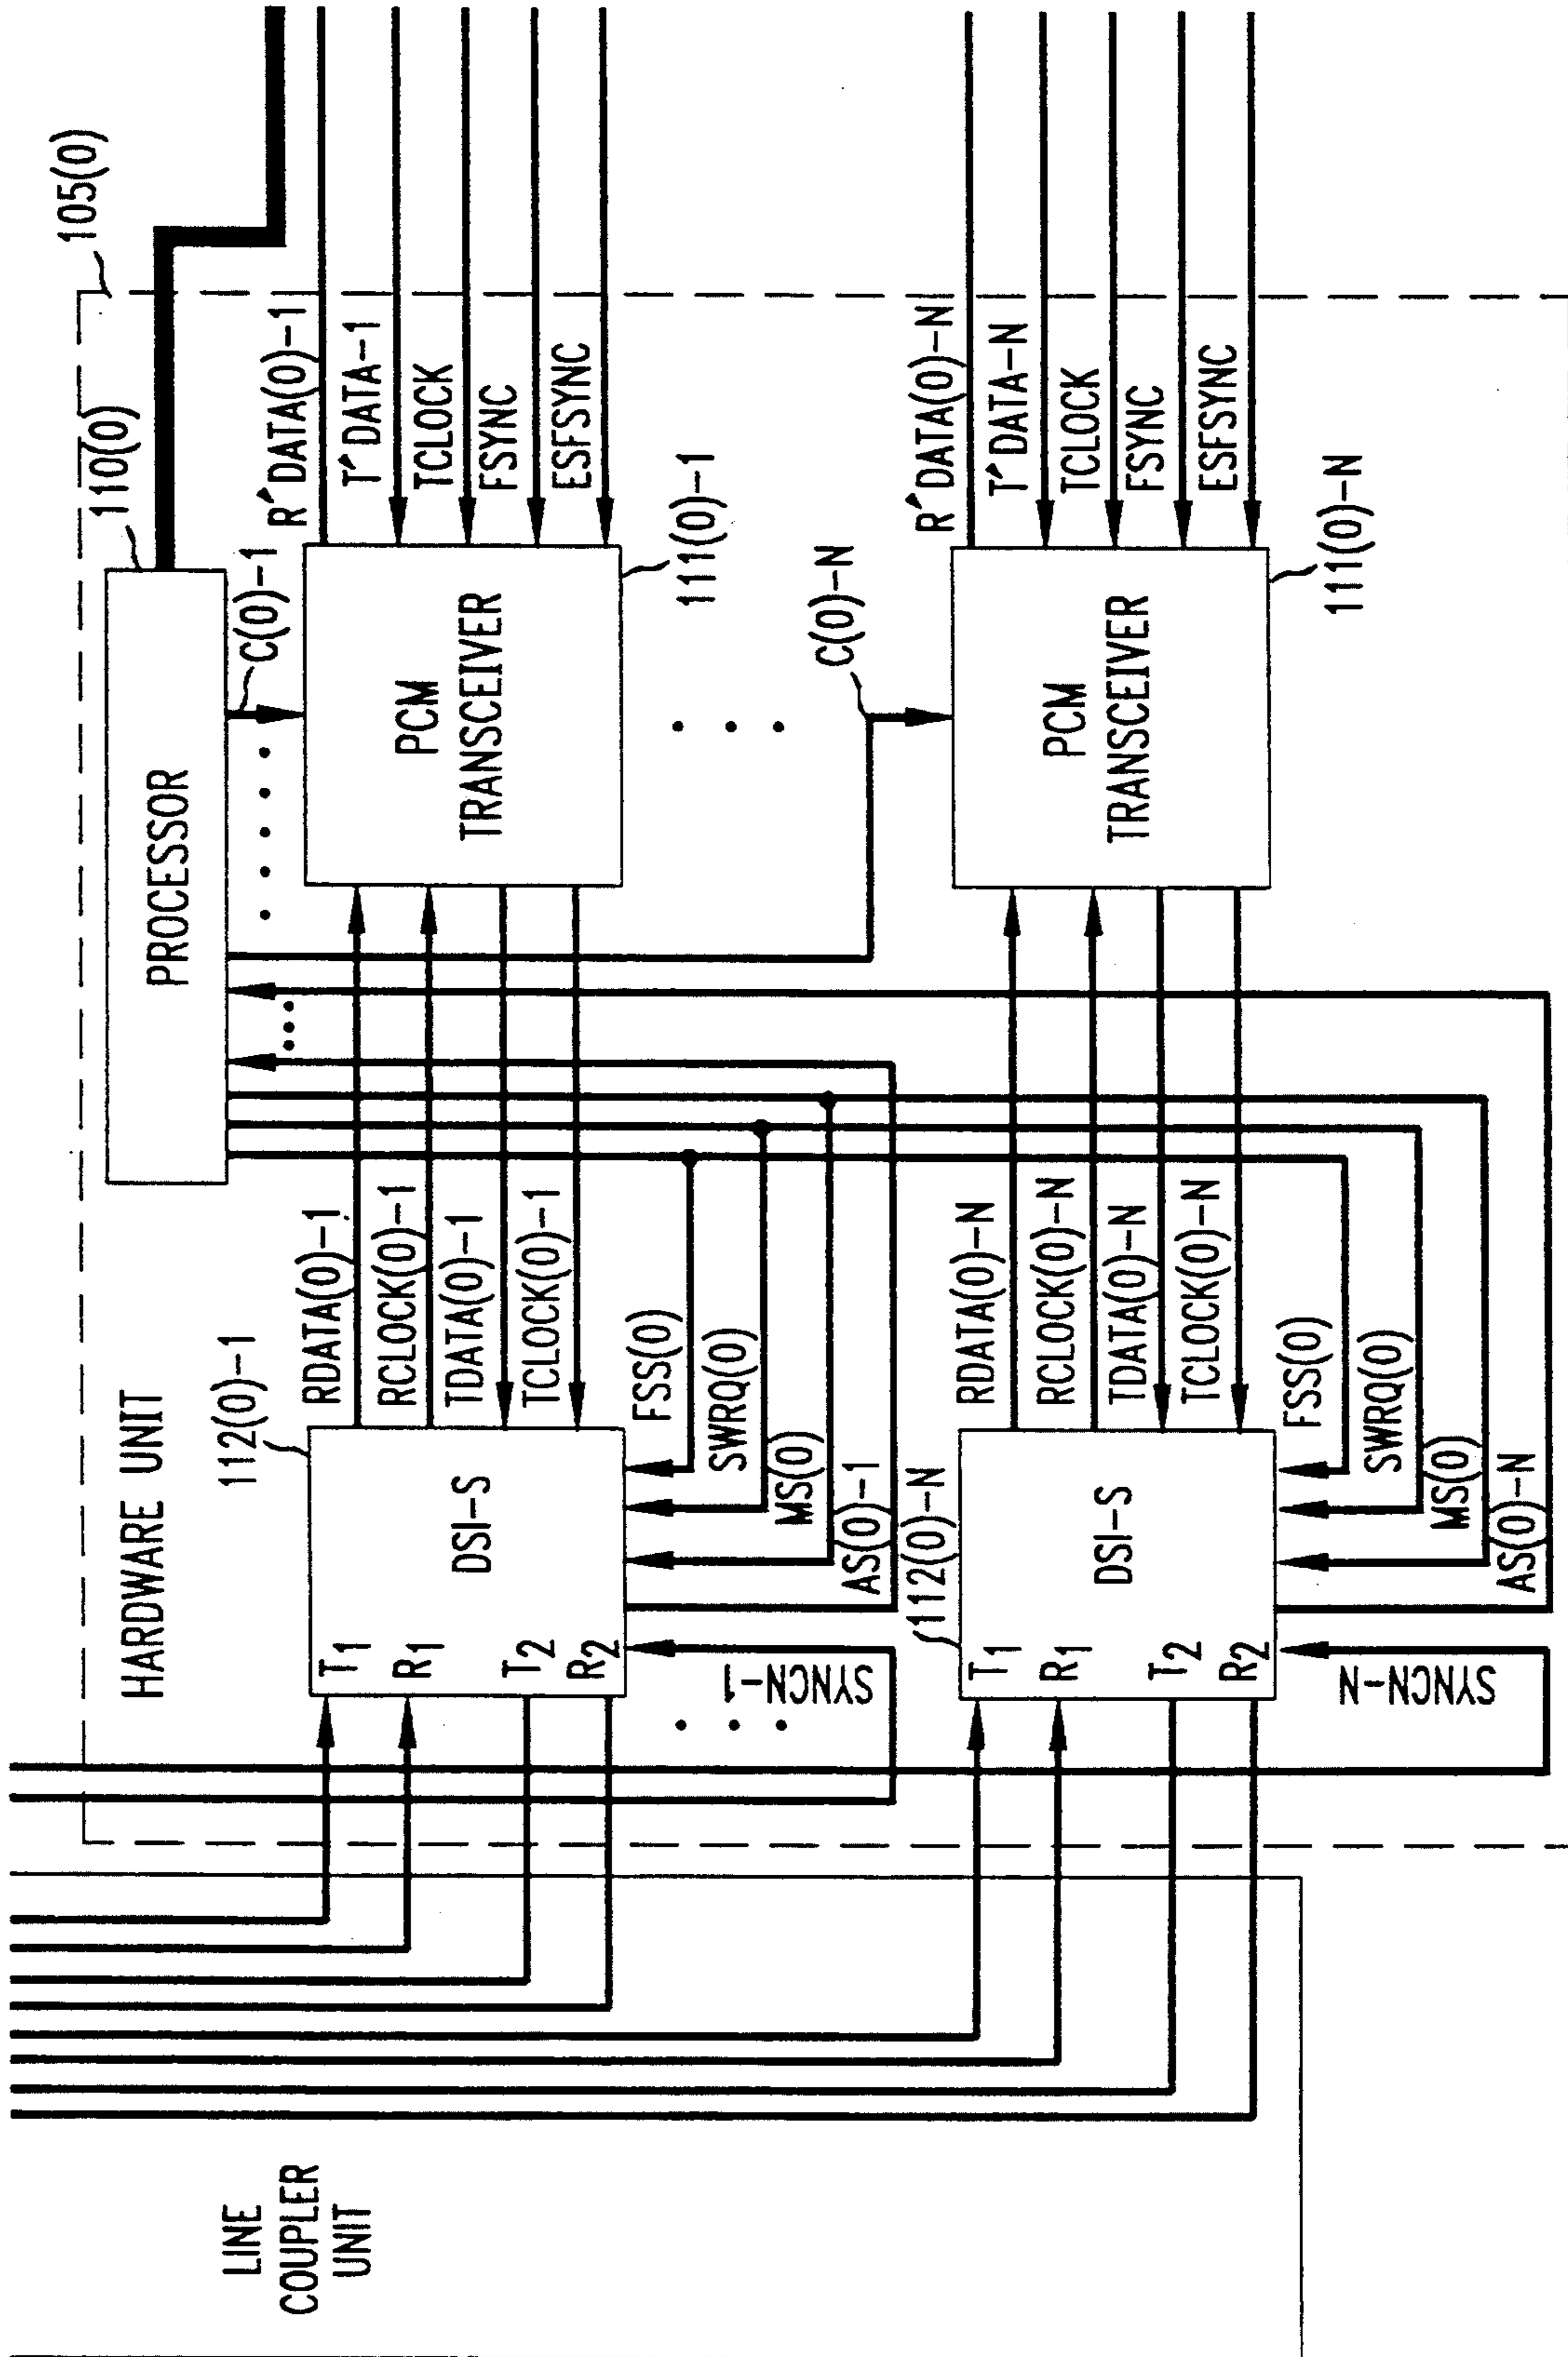 105(0)
HARDWARE UNIT
PROCESSOR
110(0)
C(0)-1
112(0)-1
RDATA(0)-1
RCLOCK(0)-1
TDATA(0)-1
TCLOCK(0)-1
PCM
TRANSCEIVER
R'DATA(0)-1
T'DATA-1
TCLOCK
FSYNC
ESFSYNC
111(0)-1
T1
R1
T2
R2
DSI-S
FSS(0)
SWRQ(0)
MS(0)
AS(0)-1
SYNCN-1
C(0)-N
LINE
COUPLER
UNIT
112(0)-N
RDATA(0)-N
RCLOCK(0)-N
TDATA(0)-N
TCLOCK(0)-N
PCM
TRANSCEIVER
R'DATA(0)-N
T'DATA-N
TCLOCK
FSYNC
ESFSYNC
111(0)-N
T1
R1
T2
R2
DSI-S
FSS(0)
SWRQ(0)
MS(0)
AS(0)-N
SYNCN-N